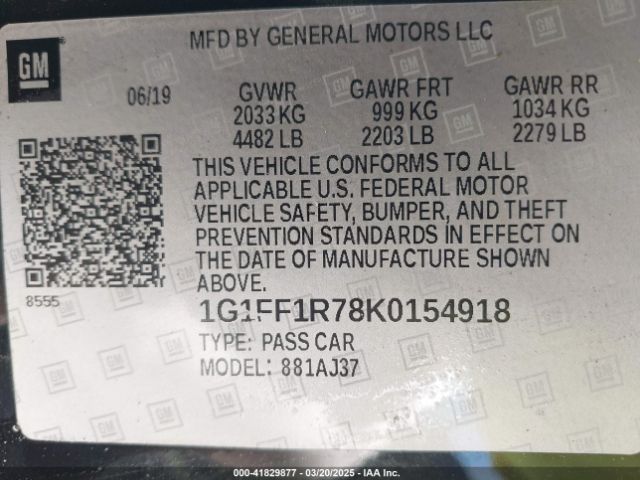 MFD BY GENERAL MOTORS LLC
GM
06/19
GVWR GAWR FRT GAWR RR
2033 KG 999 KG 1034 KG
4482 LB 2203 LB 2279 LB
THIS VEHICLE CONFORMS TO ALL
APPLICABLE U.S. FEDERAL MOTOR
VEHICLE SAFETY, BUMPER, AND THEFT
PREVENTION STANDARDS IN EFFECT ON
THE DATE OF MANUFACTURE SHOWN
ABOVE.
8555
1G1FF1R78K0154918
TYPE: PASS CAR
MODEL: 881AJ37
000-41829877 — 03/20/2025 — IAA Inc.